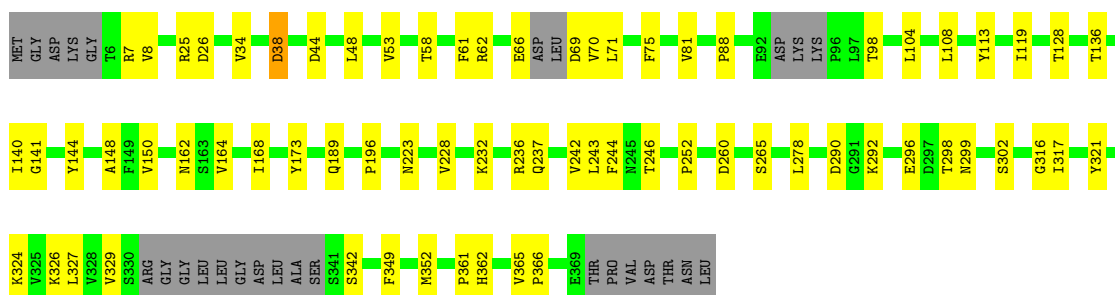 MET GLY ASP LYS GLY T6 R7 V8 R25 D26 V34 D38 D44 L48 V53 T58 F61 R62 E66 ASP LEU D69 V70 L71 F75 V81 P88 E92 ASP LYS LYS P96 L97 T98 L104 L108 Y113 I119 T128 T136
I140 G141 Y144 A148 F149 V150 N162 S163 V164 I168 Y173 Q189 P196 N223 V228 K232 R236 Q237 V242 L243 F244 N245 T246 P252 D260 S265 L278 D290 G291 K292 E296 D297 T298 N299 S302 G316 I317 Y321
K324 V325 K326 L327 V328 V329 S330 ARG GLY GLY LEU LEU GLY ASP LEU ALA SER S341 S342 F349 M352 P361 H362 V365 P366 E369 THR PRO VAL ASP THR ASN LEU